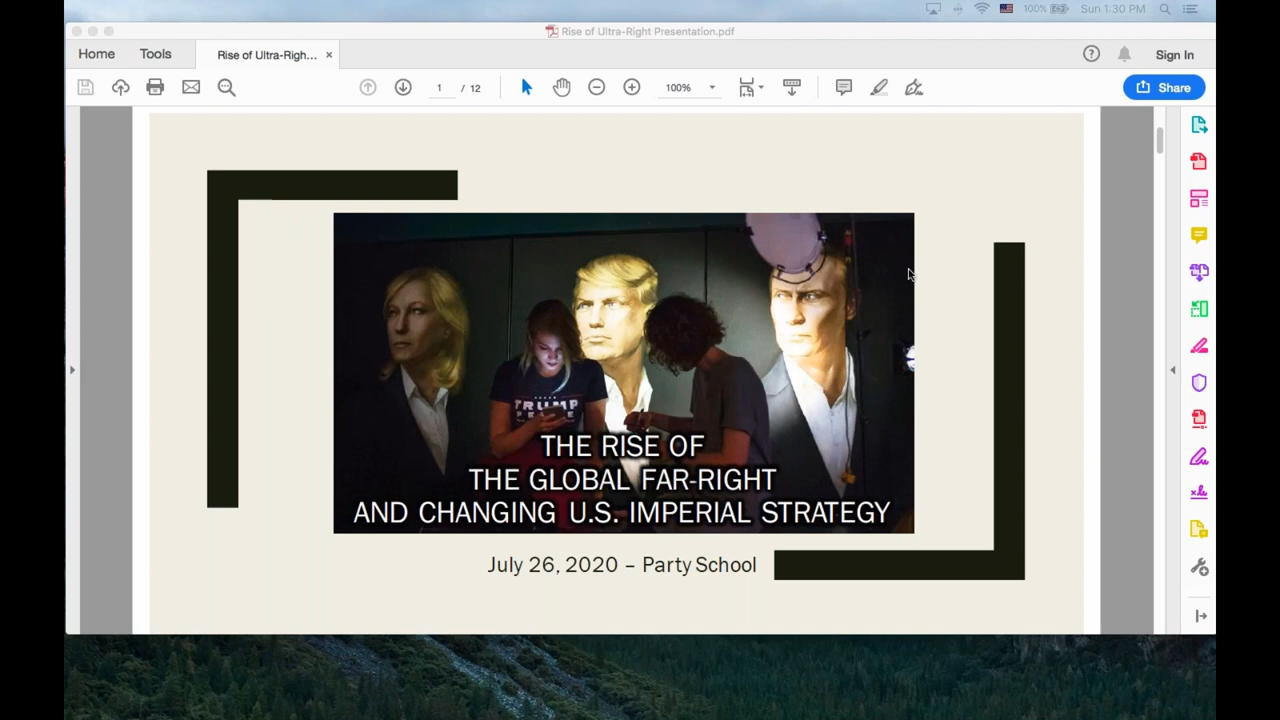 100%
Sun 1:30 PM
Rise of Ultra-Right Presentation.pdf
Home
Tools
Rise of Ultra-Righ... ×
Sign In
1 / 12
100%
Share
TRUMP
THE RISE OF
THE GLOBAL FAR-RIGHT
AND CHANGING U.S. IMPERIAL STRATEGY
July 26, 2020 – Party School